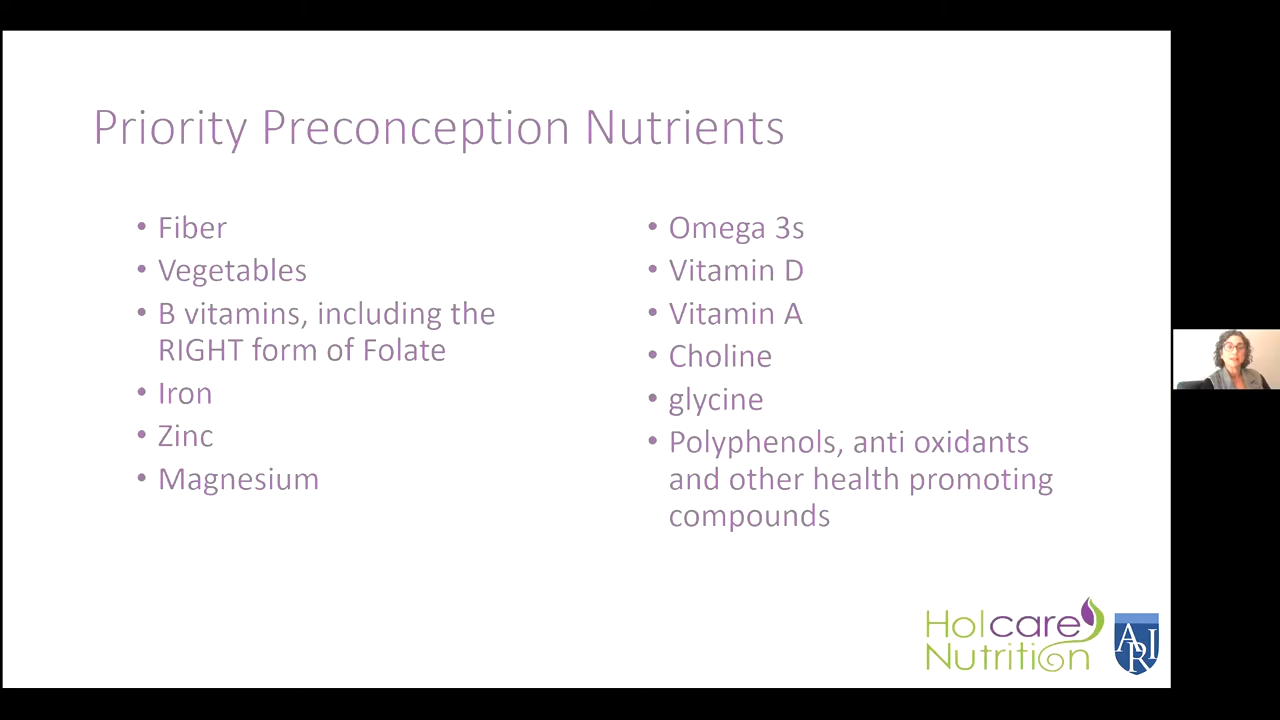 Priority Preconception Nutrients
• Fiber
• Vegetables
• B vitamins, including the
RIGHT form of Folate
• Iron
• Zinc
• Magnesium
• Omega 3s
• Vitamin D
• Vitamin A
• Choline
• glycine
• Polyphenols, anti oxidants
and other health promoting
compounds
Holcare
Nutrition
ARI